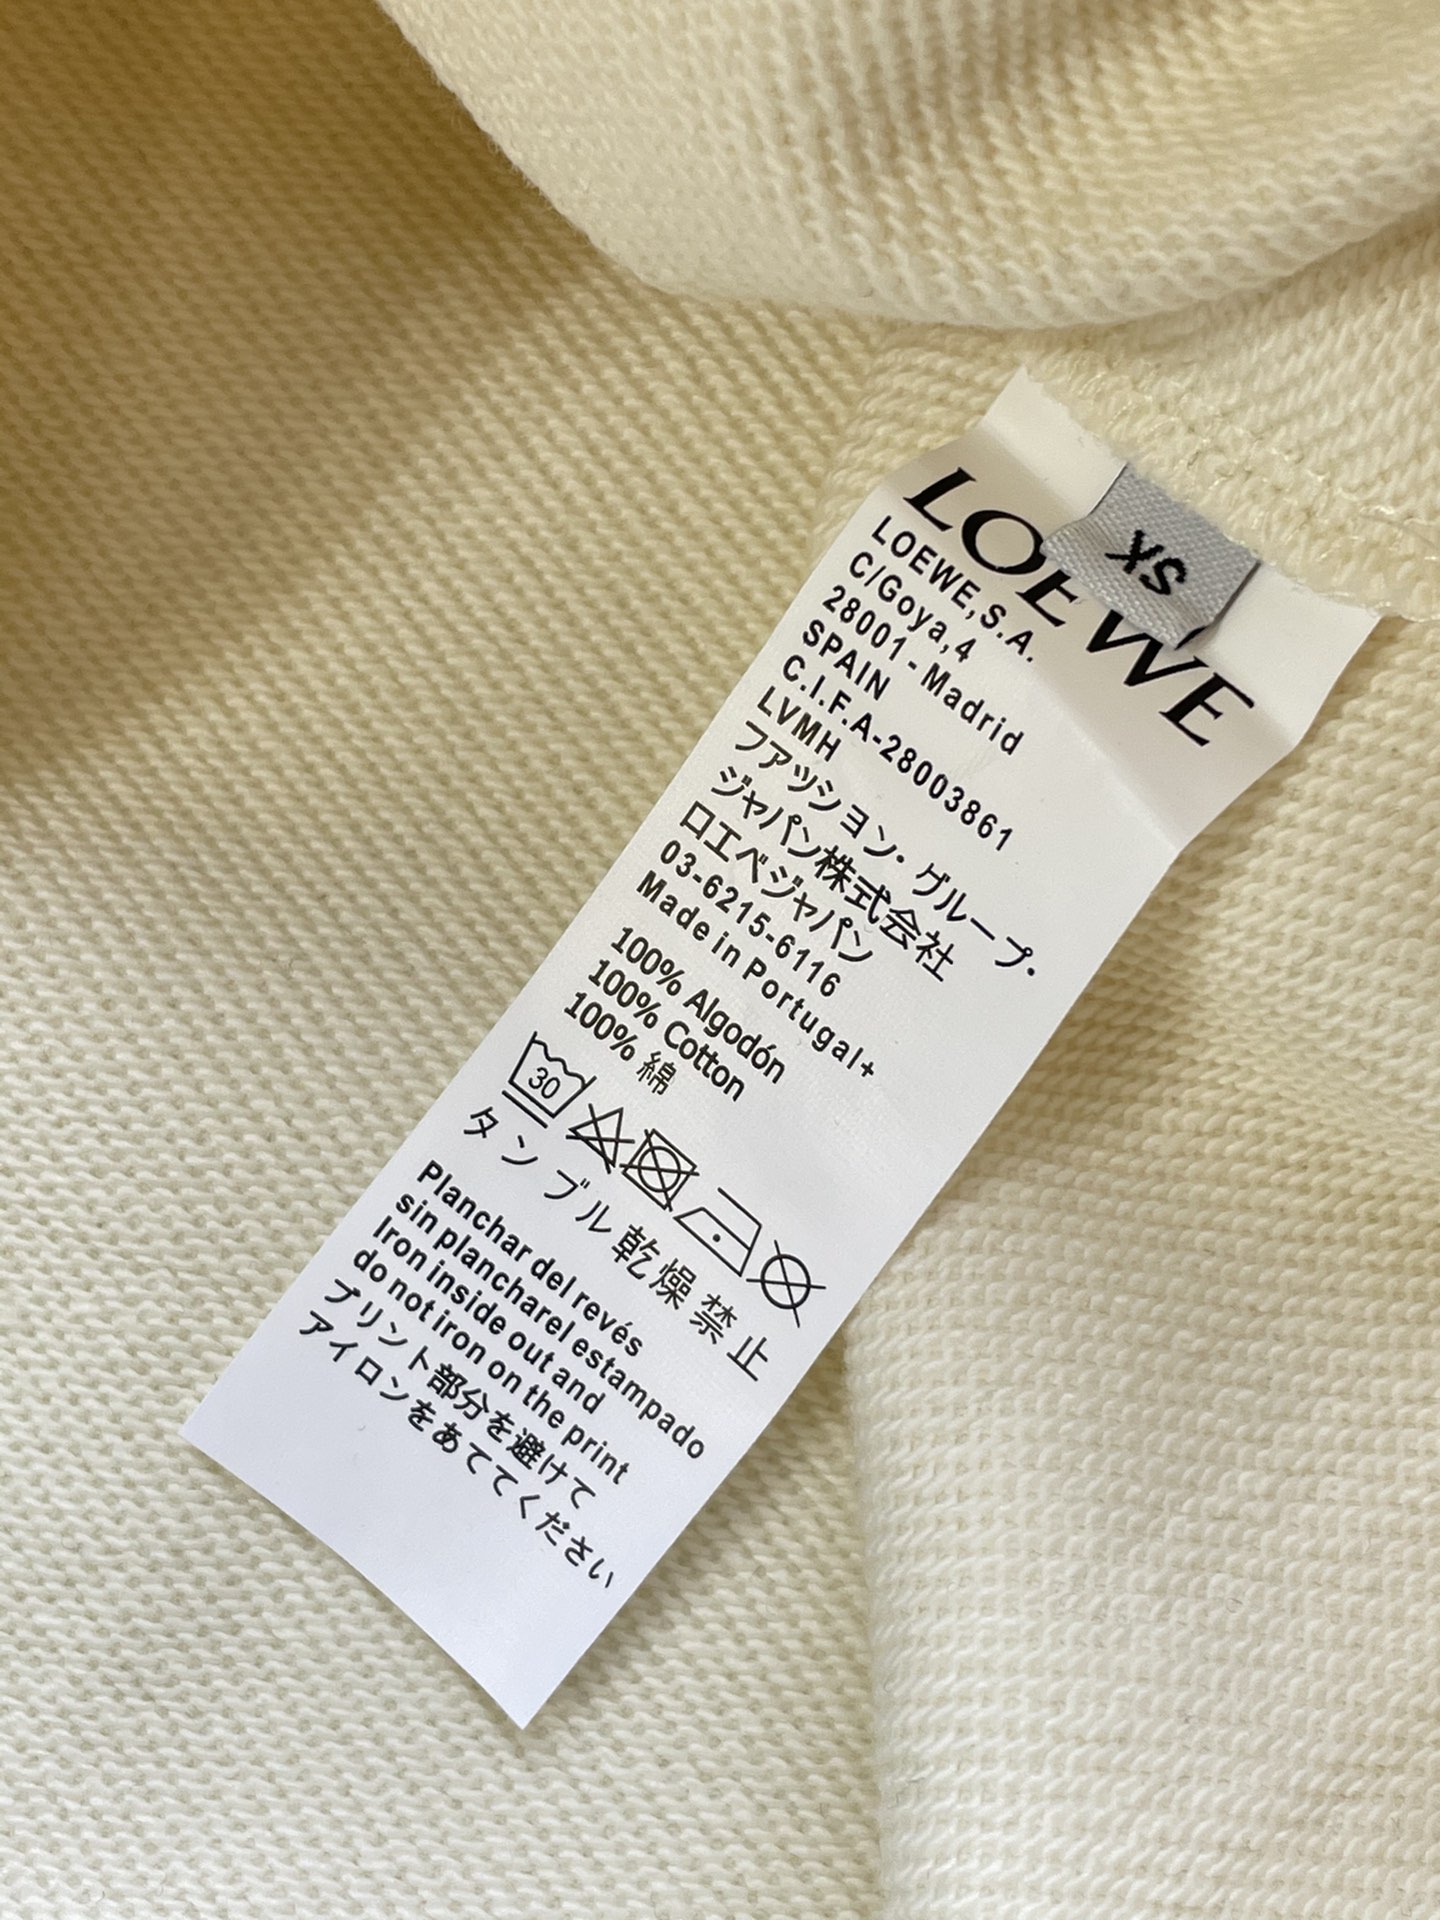 XS
LOEWE
LOEWE,S.A.
C/Goya,4
28001-Madrid
SPAIN
C.I.F.A-28003861
LVMH
ファッション・グループ・
ジャパン株式会社
ロエベジャパン
03-6215-6116
Made in Portugal+
100% Algodón
100% Cotton
100% 綿
30
タンブル乾燥禁止
Planchar del revés
sin plancharel estampado
Iron inside out and
do not iron on the print
プリント部分を避けて
アイロンをあててください